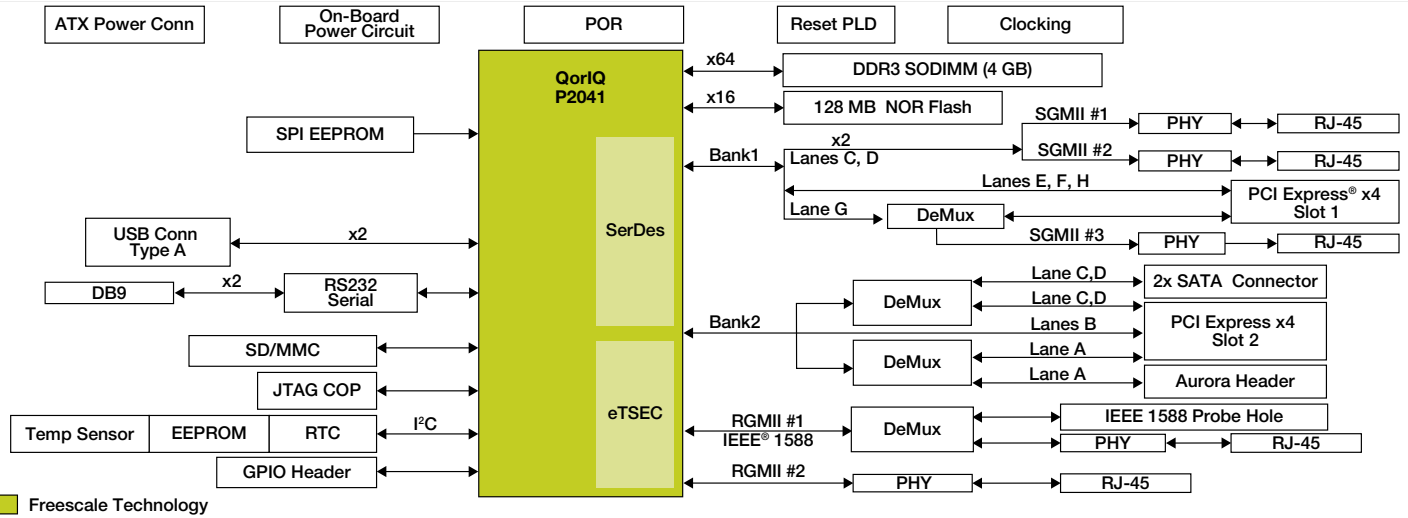 ATX Power Conn
On-Board
Power Circuit
POR
Reset PLD
Clocking
QorIQ
P2041
x64
DDR3 SODIMM (4 GB)
x16
128 MB NOR Flash
SPI EEPROM
SerDes
Bank1
x2
Lanes C, D
SGMII #1
PHY
RJ-45
SGMII #2
PHY
RJ-45
Lanes E, F, H
PCI Express® x4
Slot 1
Lane G
DeMux
SGMII #3
PHY
RJ-45
USB Conn
Type A
x2
DB9
x2
RS232
Serial
Bank2
DeMux
Lane C,D
2x SATA Connector
Lane C,D
Lanes B
PCI Express x4
Slot 2
DeMux
Lane A
Lane A
Aurora Header
SD/MMC
JTAG COP
eTSEC
Temp Sensor
EEPROM
RTC
I²C
GPIO Header
RGMII #1
IEEE® 1588
DeMux
IEEE 1588 Probe Hole
PHY
RJ-45
RGMII #2
PHY
RJ-45
Freescale Technology